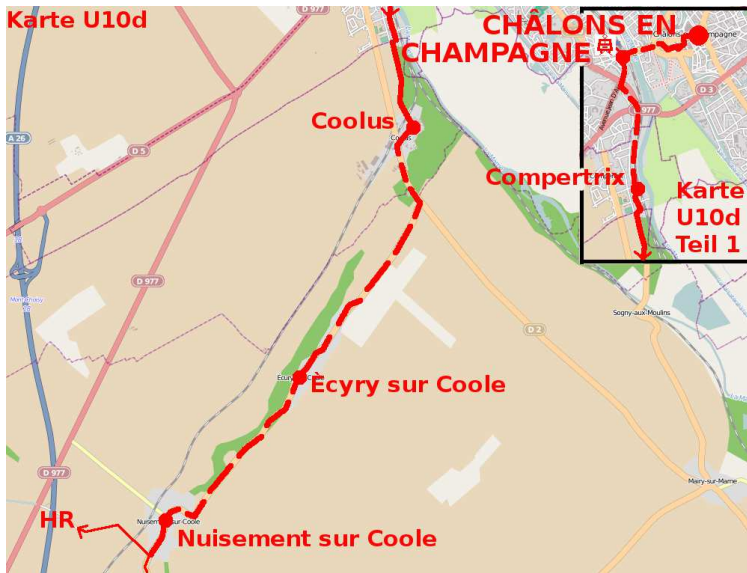 Karte U10d
CHÂLONS EN
CHAMPAGNE
D 3
977
Compertrix
Karte
U10d
Teil 1
Coolus
A 26
D 5
D 977
Sogny-aux-Moulins
D 2
Ècyry sur Coole
Mairy-sur-Marne
D 977
HR
Nuisement sur Coole